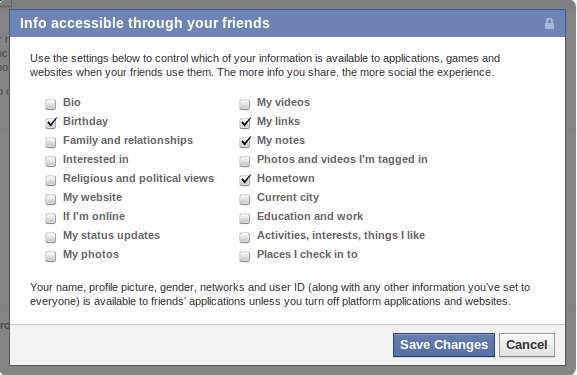 Info accessible through your friends
Use the settings below to control which of your information is available to applications, games and
websites when your friends use them. The more info you share, the more social the experience.
Bio
Birthday
Family and relationships
Interested in
Religious and political views
My website
If I'm online
My status updates
My photos
My videos
My links
My notes
Photos and videos I'm tagged in
Hometown
Current city
Education and work
Activities, interests, things I like
Places I check in to
Your name, profile picture, gender, networks and user ID (along with any other information you've set to
everyone) is available to friends' applications unless you turn off platform applications and websites.
Save Changes
Cancel